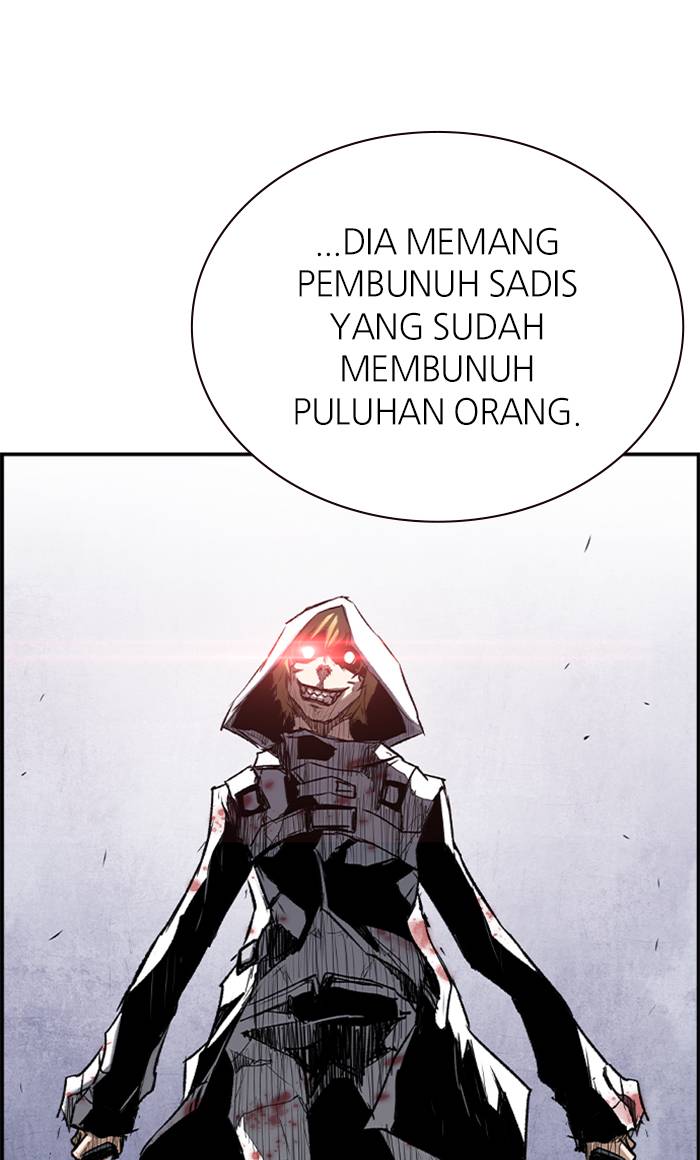 ...DIA MEMANG
PEMBUNUH SADIS
YANG SUDAH
MEMBUNUH
PULUHAN ORANG.